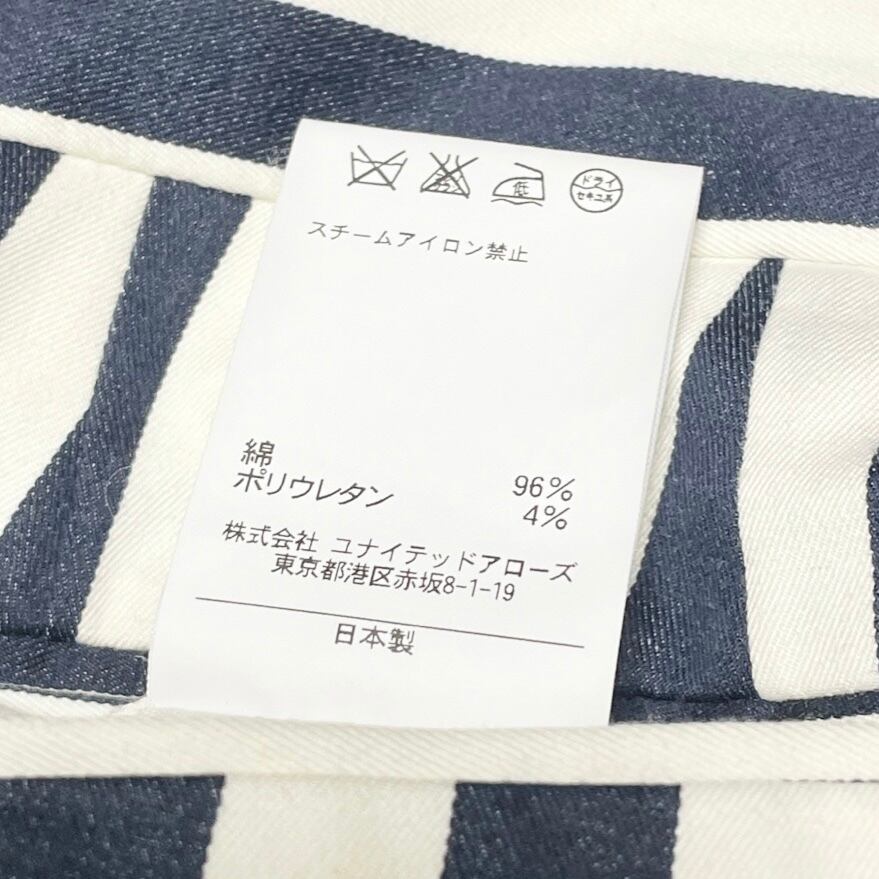 低 ドライ
セキユ系
スチームアイロン禁止
綿 96%
ポリウレタン 4%
株式会社 ユナイテッドアローズ
東京都港区赤坂8-1-19
日本製